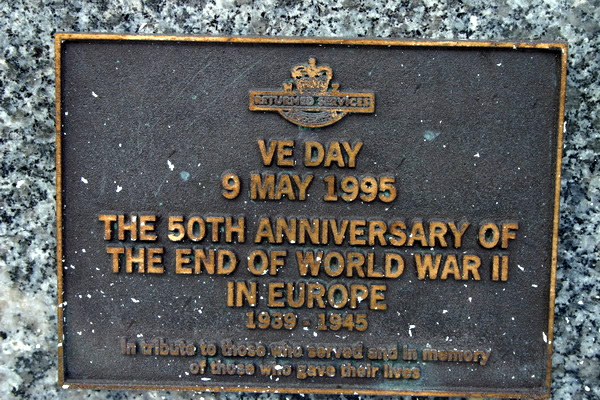 N Z
RETURNED SERVICES
VE DAY
9 MAY 1995
THE 50TH ANNIVERSARY OF
THE END OF WORLD WAR II
IN EUROPE
1939 - 1945
In tribute to those who served and in memory
of those who gave their lives